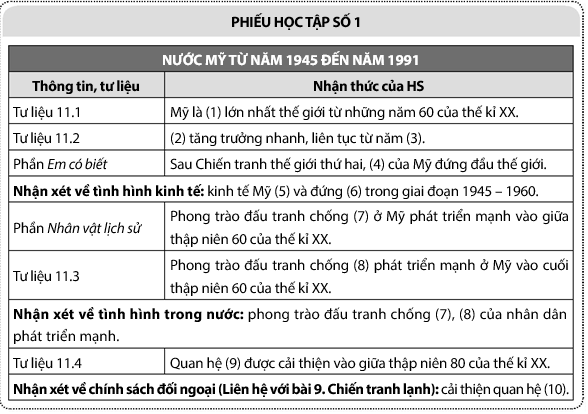 PHIẾU HỌC TẬP SỐ 1
NƯỚC MỸ TỪ NĂM 1945 ĐẾN NĂM 1991
Thông tin, tư liệu
Nhận thức của HS
Tư liệu 11.1
Mỹ là (1) lớn nhất thế giới từ những năm 60 của thế kỉ XX.
Tư liệu 11.2
(2) tăng trưởng nhanh, liên tục từ năm (3).
Phần Em có biết
Sau Chiến tranh thế giới thứ hai, (4) của Mỹ đứng đầu thế giới.
Nhận xét về tình hình kinh tế: kinh tế Mỹ (5) và đứng (6) trong giai đoạn 1945 – 1960.
Phần Nhân vật lịch sử
Phong trào đấu tranh chống (7) ở Mỹ phát triển mạnh vào giữa
thập niên 60 của thế kỉ XX.
Tư liệu 11.3
Phong trào đấu tranh chống (8) phát triển mạnh ở Mỹ vào cuối
thập niên 60 của thế kỉ XX.
Nhận xét về tình hình trong nước: phong trào đấu tranh chống (7), (8) của nhân dân
phát triển mạnh.
Tư liệu 11.4
Quan hệ (9) được cải thiện vào giữa thập niên 80 của thế kỉ XX.
Nhận xét về chính sách đối ngoại (Liên hệ với bài 9. Chiến tranh lạnh): cải thiện quan hệ (10).